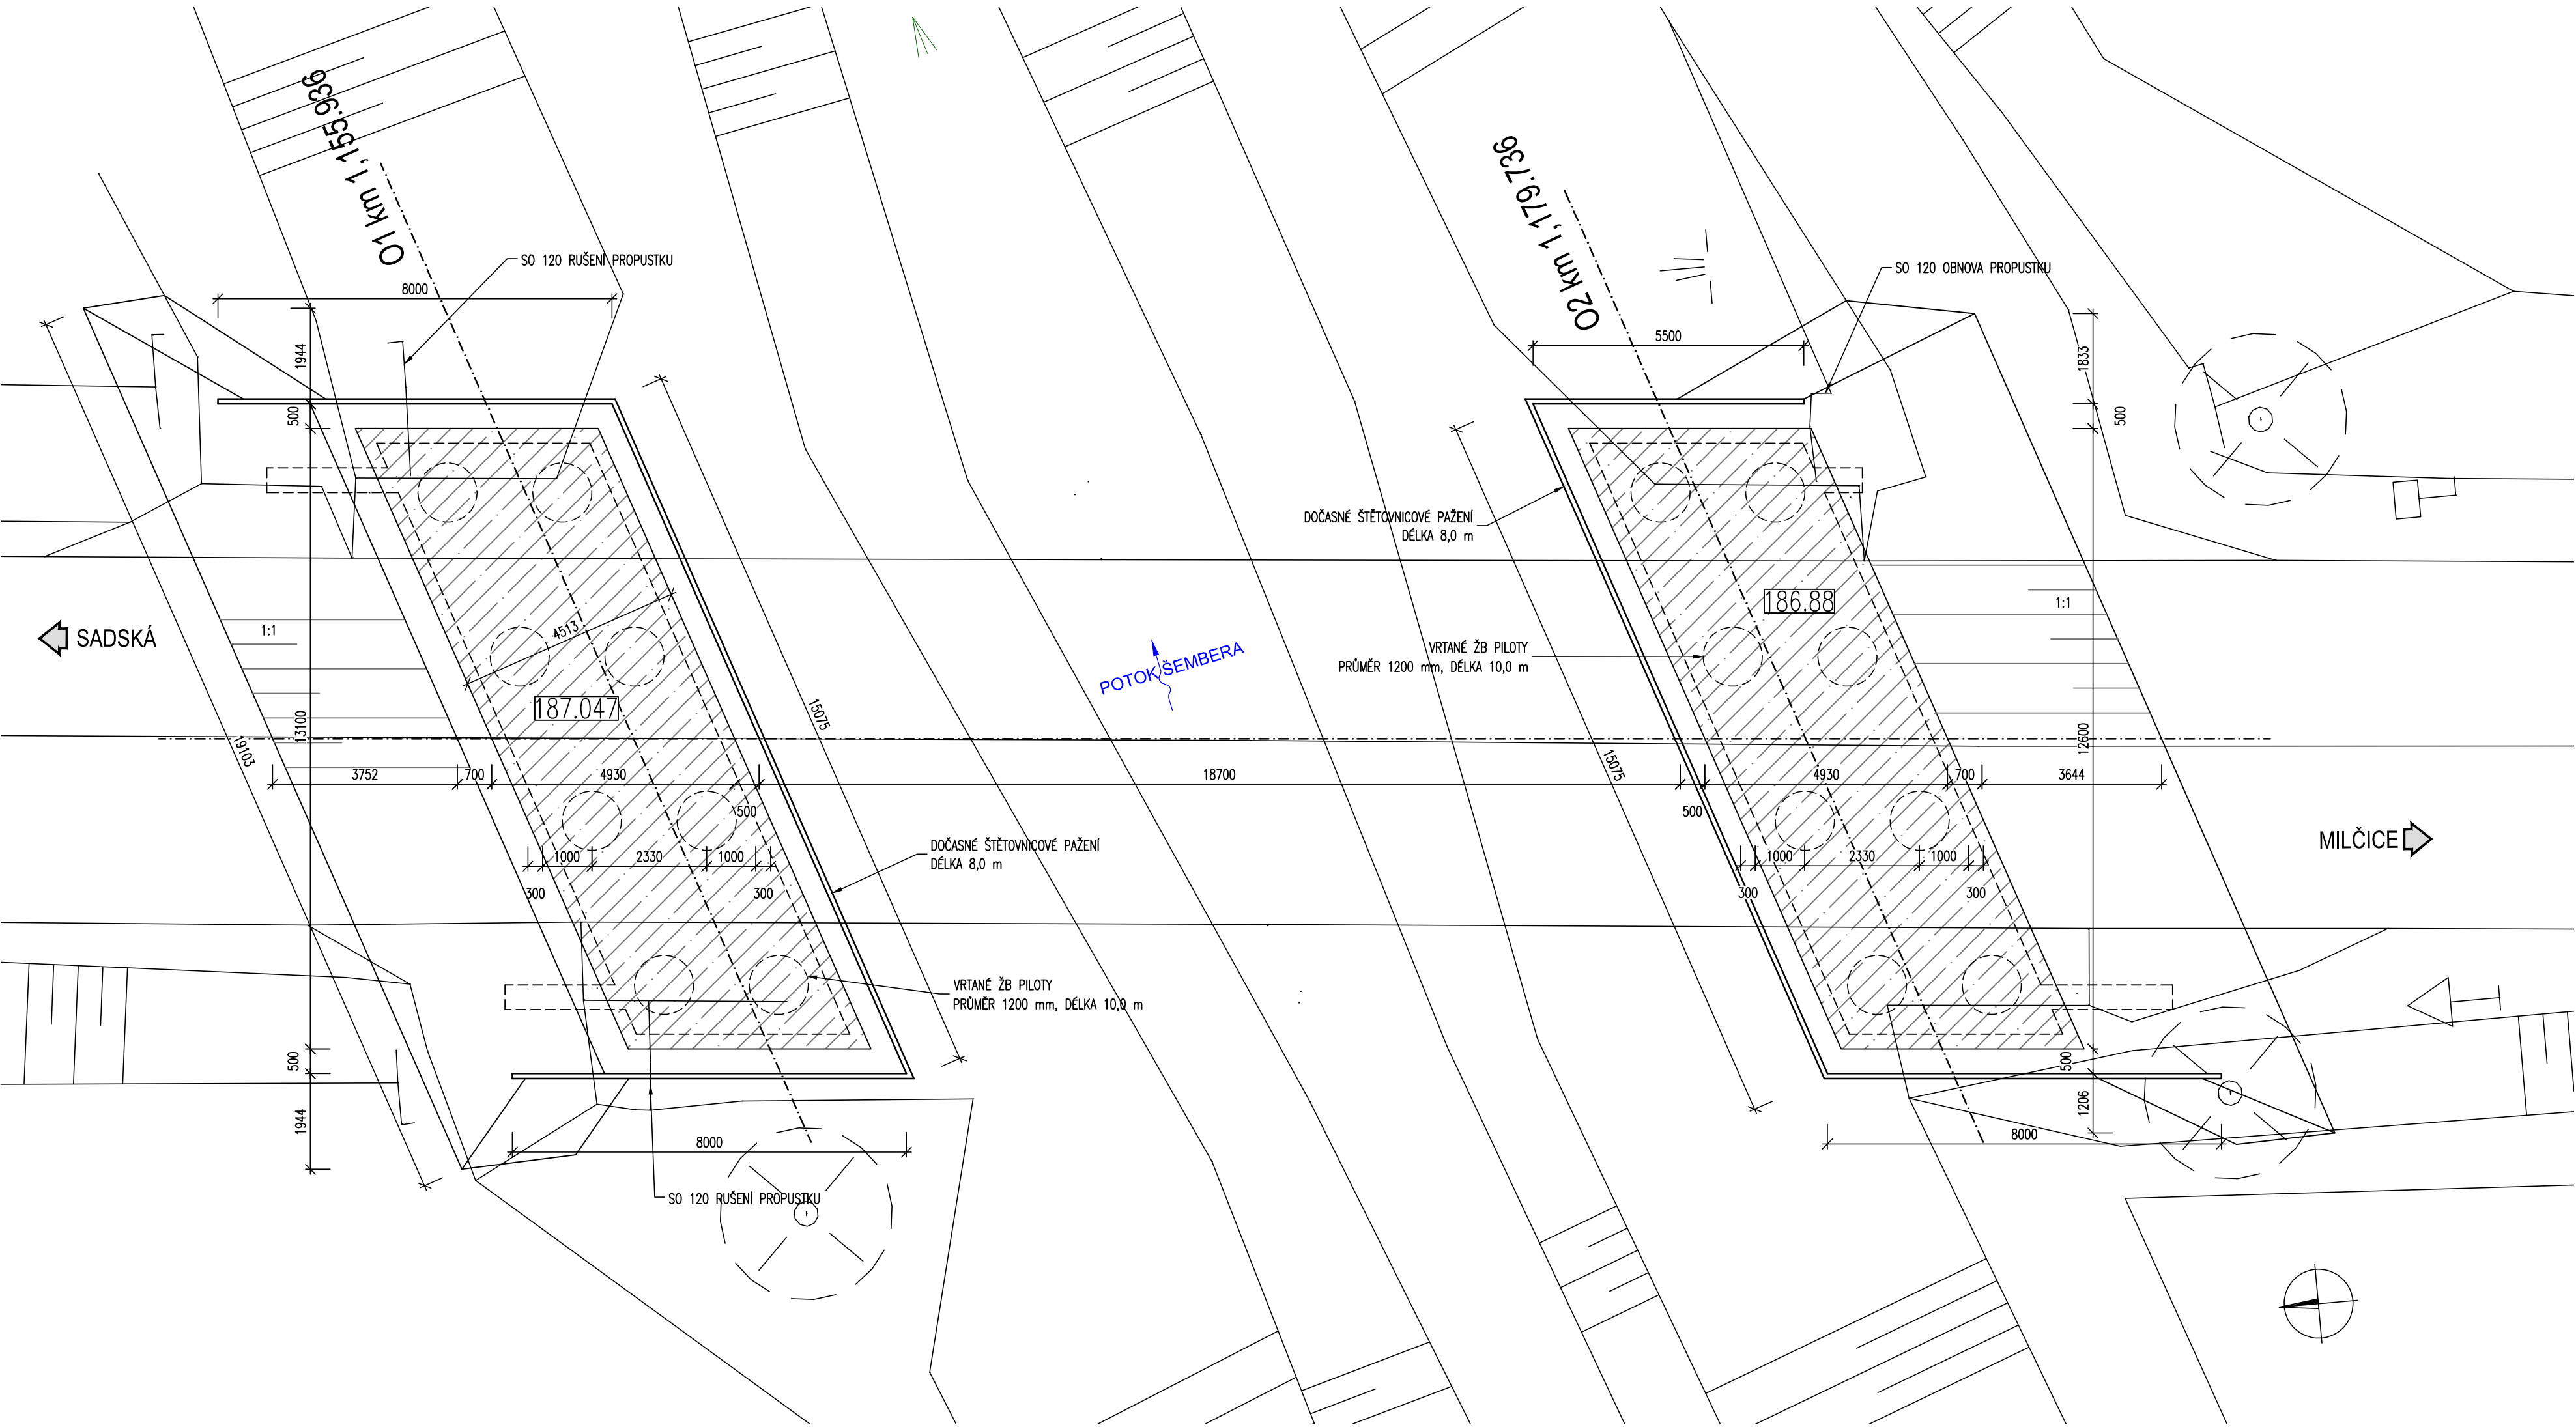 O1 km 1,155.936
O2 km 1,179.736
SO 120 RUŠENÍ PROPUSTKU
SO 120 OBNOVA PROPUSTKU
8000
5500
1944
1833
500
500
DOČASNÉ ŠTĚTOVNICOVÉ PAŽENÍ
DÉLKA 8,0 m
186.88
1:1
1:1
4513
SADSKÁ
POTOK ŠEMBERA
VRTANÉ ŽB PILOTY
PRŮMĚR 1200 mm, DÉLKA 10,0 m
187.047
13100
19103
15075
15075
12600
3752
700
4930
18700
4930
700
3644
500
500
MILČICE
1000
2330
1000
1000
2330
1000
300
300
300
300
DOČASNÉ ŠTĚTOVNICOVÉ PAŽENÍ
DÉLKA 8,0 m
VRTANÉ ŽB PILOTY
PRŮMĚR 1200 mm, DÉLKA 10,0 m
500
500
1944
1206
8000
8000
SO 120 RUŠENÍ PROPUSTKU